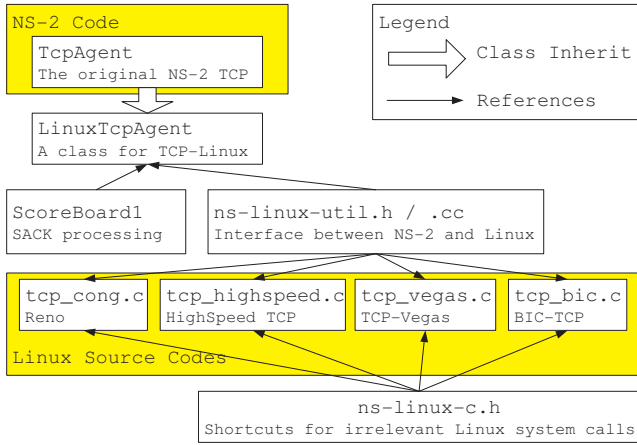 NS-2 Code
TcpAgent
The original NS-2 TCP
Legend
Class Inherit
References
LinuxTcpAgent
A class for TCP-Linux
ScoreBoard1
SACK processing
ns-linux-util.h / .cc
Interface between NS-2 and Linux
tcp_cong.c
Reno
tcp_highspeed.c
HighSpeed TCP
tcp_vegas.c
TCP-Vegas
tcp_bic.c
BIC-TCP
Linux Source Codes
ns-linux-c.h
Shortcuts for irrelevant Linux system calls